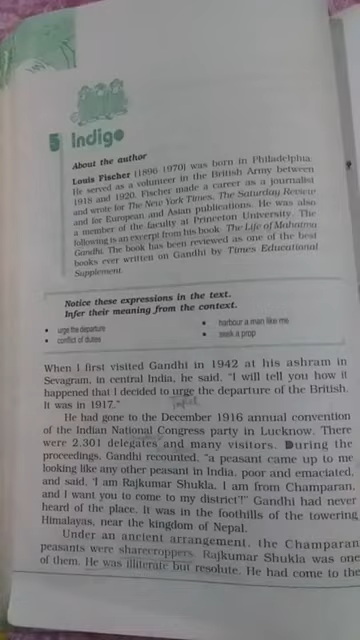 5 Indigo
About the author
Louis Fischer (1896-1970) was born in Philadelphia.
He served as a volunteer in the British Army between
1918 and 1920. Fischer made a career as a journalist
and wrote for The New York Times, The Saturday Review
and for European and Asian publications. He was also
a member of the faculty at Princeton University. The
following is an excerpt from his book- The Life of Mahatma
Gandhi. The book has been reviewed as one of the best
books ever written on Gandhi by Times Educational
Supplement.
Notice these expressions in the text.
Infer their meaning from the context.
• urge the departure
• harbour a man like me
• conflict of duties
• seek a prop
When I first visited Gandhi in 1942 at his ashram in
Sevagram, in central India, he said, "I will tell you how it
happened that I decided to urge the departure of the British.
It was in 1917."
He had gone to the December 1916 annual convention
of the Indian National Congress party in Lucknow. There
were 2,301 delegates and many visitors. During the
proceedings, Gandhi recounted, "a peasant came up to me
looking like any other peasant in India, poor and emaciated,
and said, 'I am Rajkumar Shukla. I am from Champaran,
and I want you to come to my district'!" Gandhi had never
heard of the place. It was in the foothills of the towering
Himalayas, near the kingdom of Nepal.
Under an ancient arrangement, the Champaran
peasants were sharecroppers. Rajkumar Shukla was one
of them. He was illiterate but resolute. He had come to the